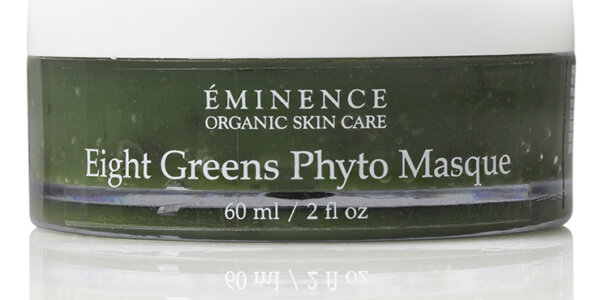 ÉMINENCE
ORGANIC SKIN CARE
Eight Greens Phyto Masque
60 ml / 2 fl oz